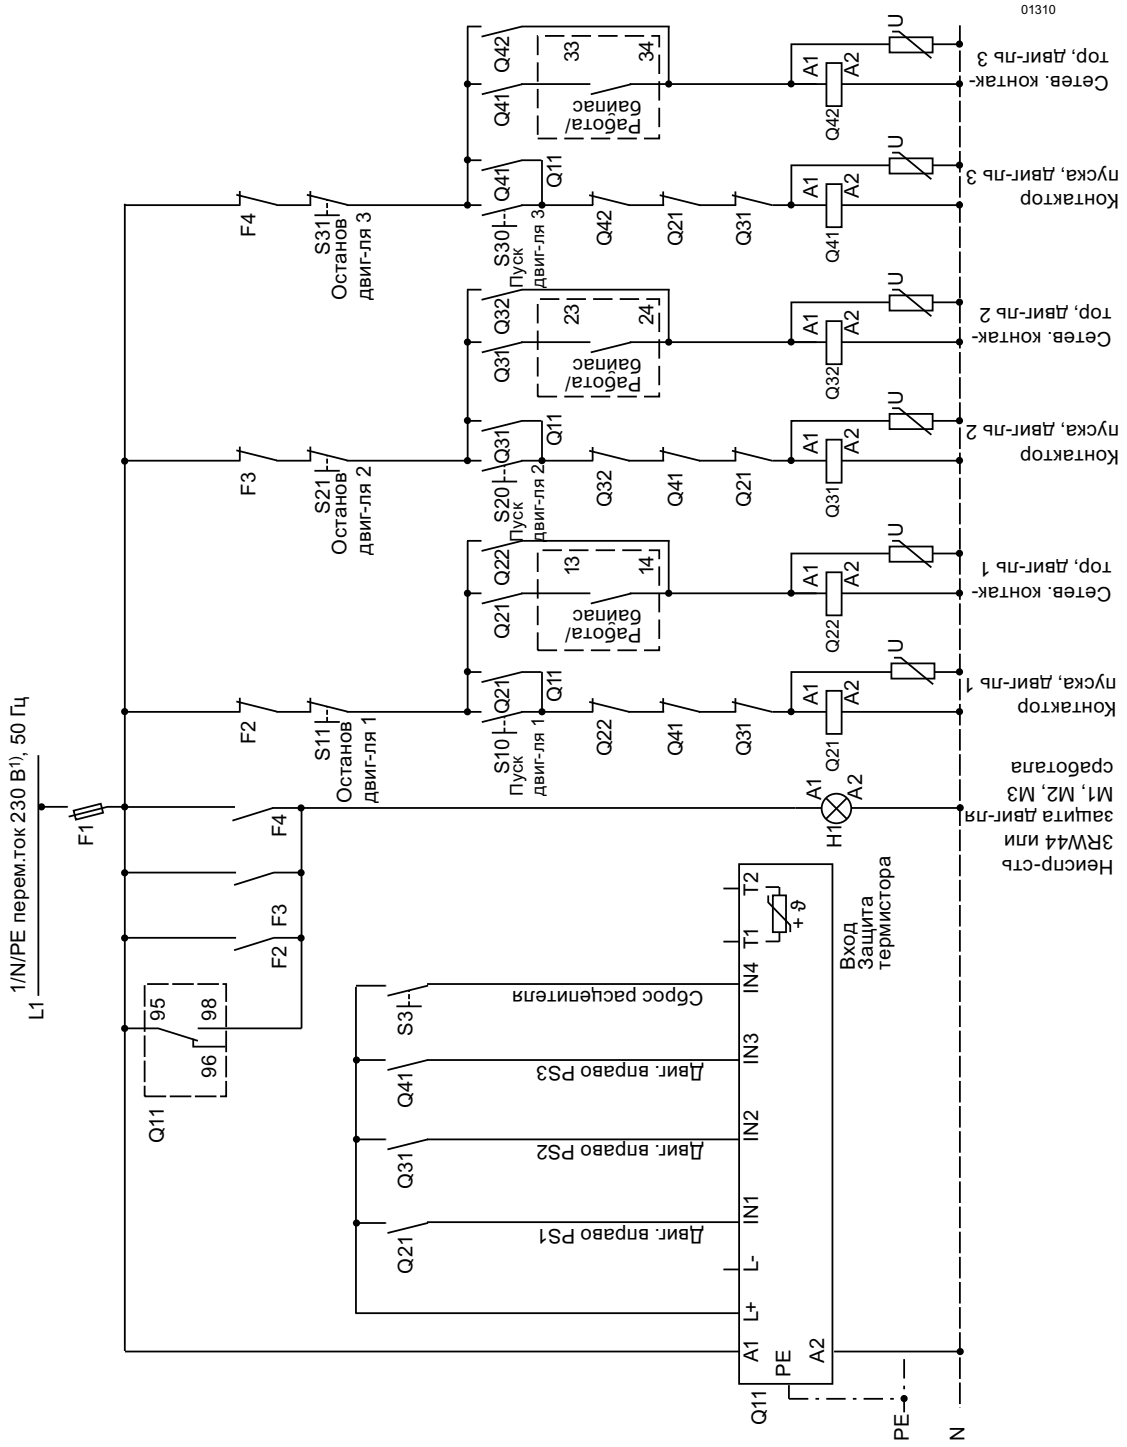 01310
1/N/PE перем.ток 230 В1), 50 Гц
L1
F1
Q11
95
96
98
F2
F3
F4
F2
S11
Останов
двиг-ля 1
F3
S21
Останов
двиг-ля 2
F4
S31
Останов
двиг-ля 3
Q21
Q31
Q41
S3
Двиг. вправо PS1
Двиг. вправо PS2
Двиг. вправо PS3
Сброс расцепителя
S10
Пуск
двиг-ля 1
Q21
Q11
Q21
Q22
13
14
Работа/
байпас
S20
Пуск
двиг-ля 2
Q31
Q11
Q31
Q32
23
24
Работа/
байпас
S30
Пуск
двиг-ля 3
Q41
Q11
Q41
Q42
33
34
Работа/
байпас
Q22
Q41
Q31
Q32
Q41
Q21
Q42
Q21
Q31
Q11
A1
L+
L-
IN1
IN2
IN3
IN4
T1
T2
PE
A2
+ ϑ
Вход
Защита
термистора
H1
A1
A2
Q21
A1
A2
U
Q22
A1
A2
U
Q31
A1
A2
U
Q32
A1
A2
U
Q41
A1
A2
U
Q42
A1
A2
U
PE
N
Неиспр-сть
3RW44 или
защита двиг-ля
M1, M2, M3
сработала
Контактор
пуска, двиг-ль 1
Сетев. контак-
тор, двиг-ль 1
Контактор
пуска, двиг-ль 2
Сетев. контак-
тор, двиг-ль 2
Контактор
пуска, двиг-ль 3
Сетев. контак-
тор, двиг-ль 3